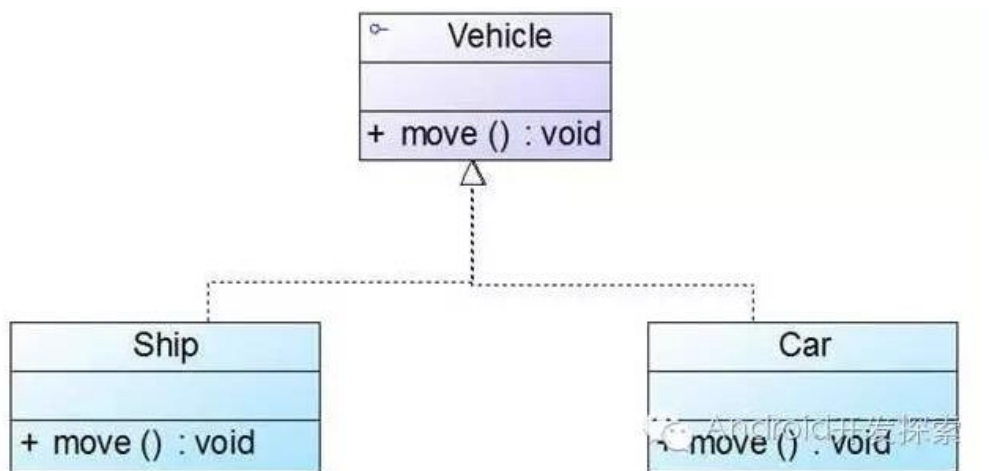 Vehicle
+ move () : void
Ship
+ move () : void
Car
+ move () : void
Android开发探索